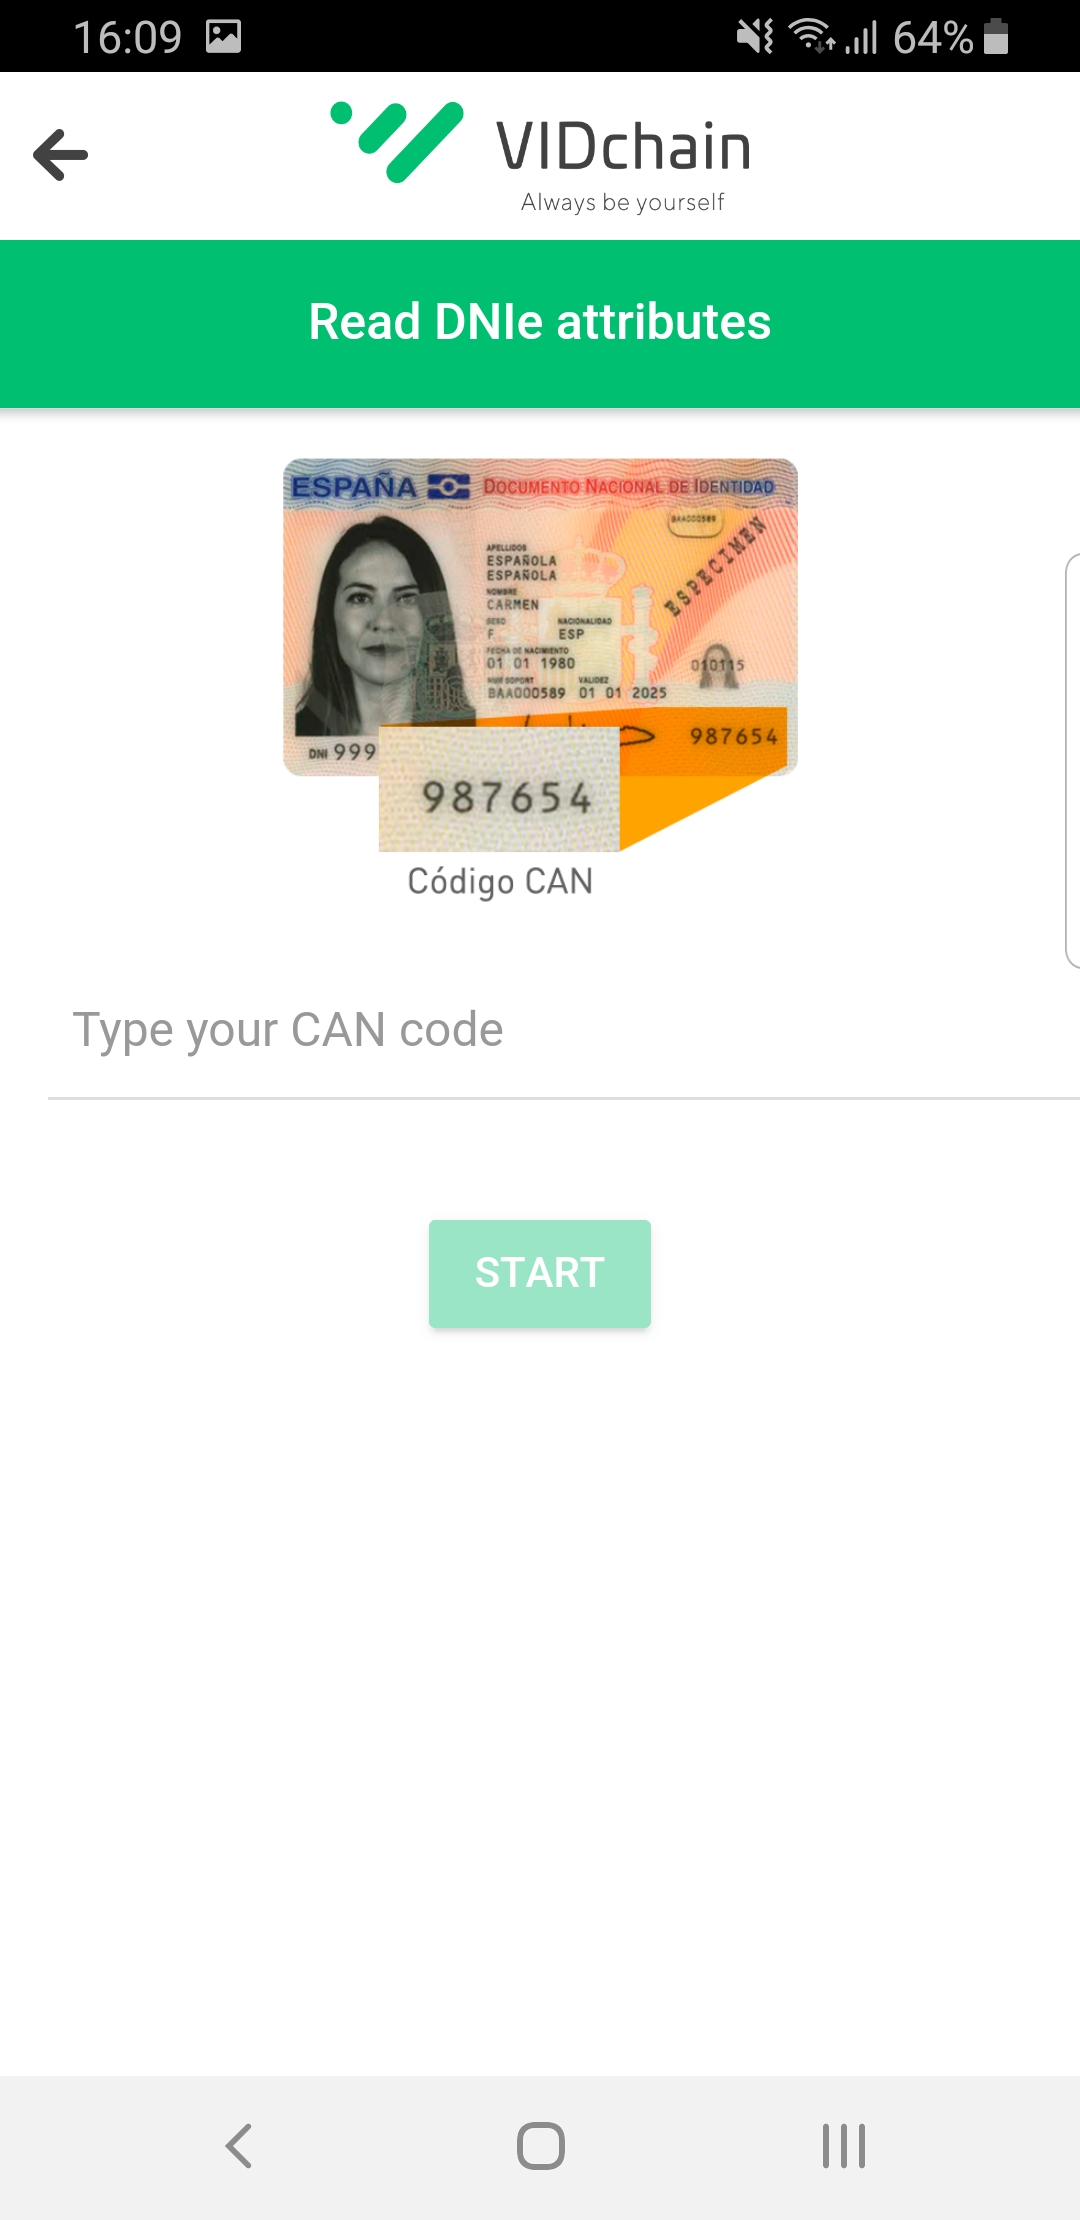 16:09 64%
VIDchain
Always be yourself
Read DNIe attributes
ESPAÑA DOCUMENTO NACIONAL DE IDENTIDAD
BAA000589
ESPECIMEN
APELLIDOS
ESPAÑOLA
ESPAÑOLA
NOMBRE
CARMEN
SEXO NACIONALIDAD
F ESP
FECHA DE NACIMIENTO
01 01 1980
010115
NUM SOPORT VALIDEZ
BAA000589 01 01 2025
987654
DNI 999
987654
Código CAN
Type your CAN code
START